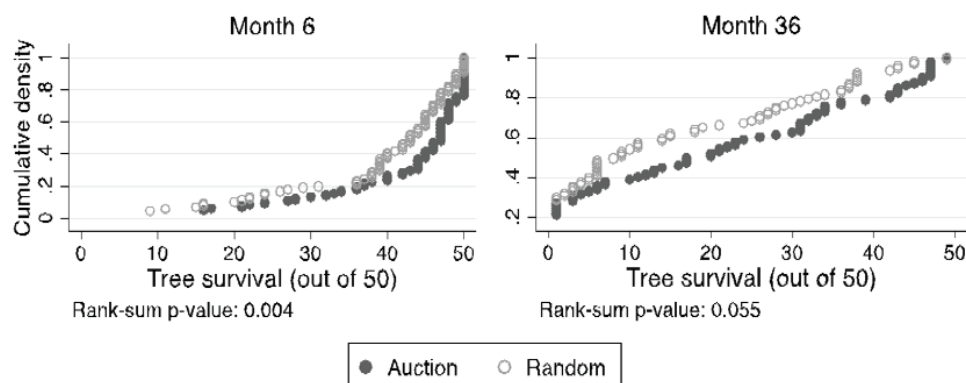 Month 6
Month 36
Cumulative density
0 .2 .4 .6 .8 1
.2 .4 .6 .8 1
0 10 20 30 40 50
0 10 20 30 40 50
Tree survival (out of 50)
Tree survival (out of 50)
Rank-sum p-value: 0.004
Rank-sum p-value: 0.055
Auction Random